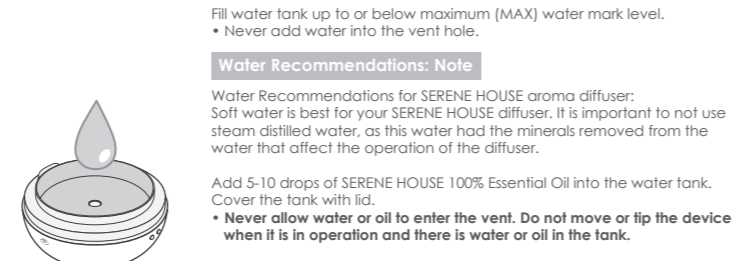 Fill water tank up to or below maximum (MAX) water mark level.
• Never add water into the vent hole.
Water Recommendations: Note
Water Recommendations for SERENE HOUSE aroma diffuser:
Soft water is best for your SERENE HOUSE diffuser. It is important to not use
steam distilled water, as this water had the minerals removed from the
water that affect the operation of the diffuser.
Add 5-10 drops of SERENE HOUSE 100% Essential Oil into the water tank.
Cover the tank with lid.
• Never allow water or oil to enter the vent. Do not move or tip the device
when it is in operation and there is water or oil in the tank.